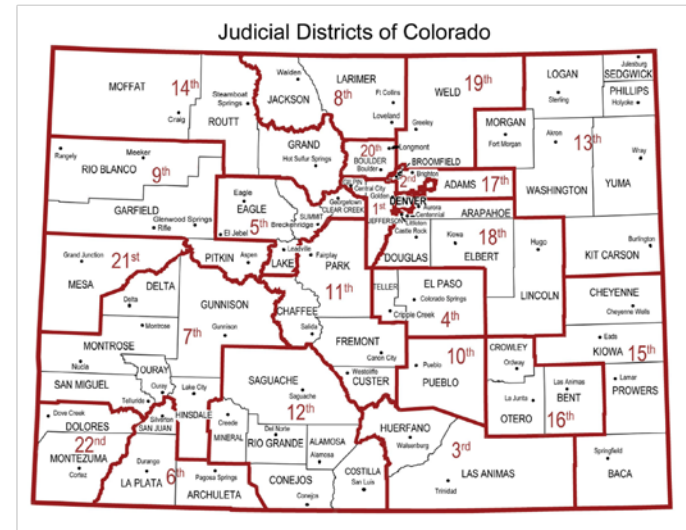 Judicial Districts of Colorado
MOFFAT
14th
Craig
Steamboat
Springs
ROUTT
Walden
JACKSON
LARIMER
8th
Ft Collins
Loveland
WELD
19th
Greeley
LOGAN
Sterling
Julesburg
SEDGWICK
PHILLIPS
Holyoke
MORGAN
Fort Morgan
Akron
13th
Wray
WASHINGTON
YUMA
Rangely
Meeker
RIO BLANCO
9th
GRAND
Hot Sulfur Springs
20th
BOULDER
Boulder
Longmont
BROOMFIELD
Brighton
2nd
ADAMS
17th
GARFIELD
Glenwood Springs
Rifle
Eagle
EAGLE
5th
El Jebel
SUMMIT
Breckenridge
GILPIN
Central City
Golden
Georgetown
CLEAR CREEK
1st
JEFFERSON
DENVER
Aurora
Centennial
ARAPAHOE
Littleton
Castle Rock
DOUGLAS
Kiowa
18th
ELBERT
Hugo
LINCOLN
Burlington
KIT CARSON
21st
Grand Junction
MESA
DELTA
Delta
PITKIN
Aspen
Leadville
LAKE
Fairplay
PARK
11th
CHAFFEE
Salida
TELLER
Cripple Creek
EL PASO
Colorado Springs
4th
CHEYENNE
Cheyenne Wells
GUNNISON
Gunnison
7th
Montrose
MONTROSE
Nucla
OURAY
Ouray
SAN MIGUEL
Telluride
Lake City
HINSDALE
SAGUACHE
Saguache
12th
FREMONT
Canon City
Westcliffe
CUSTER
Pueblo
10th
PUEBLO
CROWLEY
Ordway
Eads
KIOWA
15th
La Junta
OTERO
Las Animas
BENT
16th
Lamar
PROWERS
Dove Creek
DOLORES
22nd
MONTEZUMA
Cortez
Silverton
SAN JUAN
Durango
LA PLATA
6th
Pagosa Springs
ARCHULETA
Creede
MINERAL
Del Norte
RIO GRANDE
ALAMOSA
Alamosa
CONEJOS
Conejos
COSTILLA
San Luis
HUERFANO
Walsenburg
3rd
LAS ANIMAS
Trinidad
Springfield
BACA